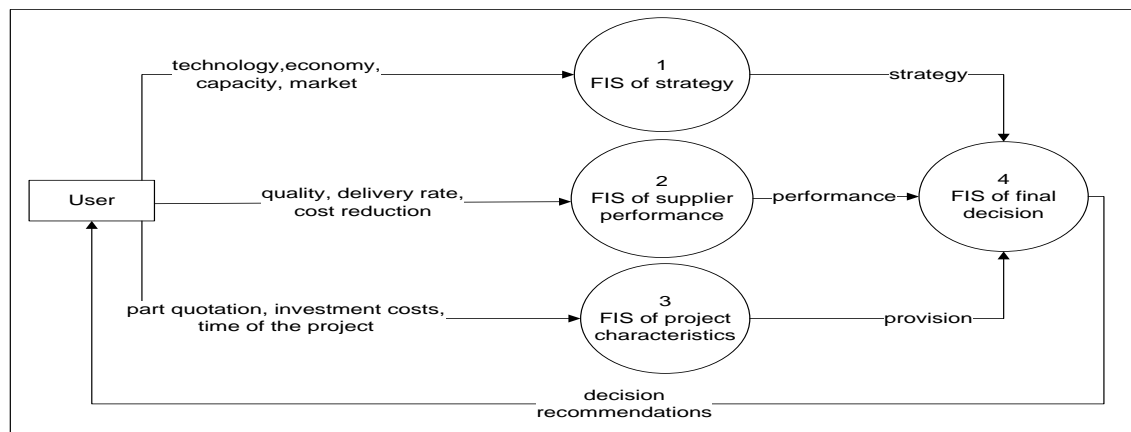 technology,economy,
capacity, market
1
FIS of strategy
strategy
User
quality, delivery rate,
cost reduction
2
FIS of supplier
performance
performance
4
FIS of final
decision
part quotation, investment costs,
time of the project
3
FIS of project
characteristics
provision
decision
recommendations